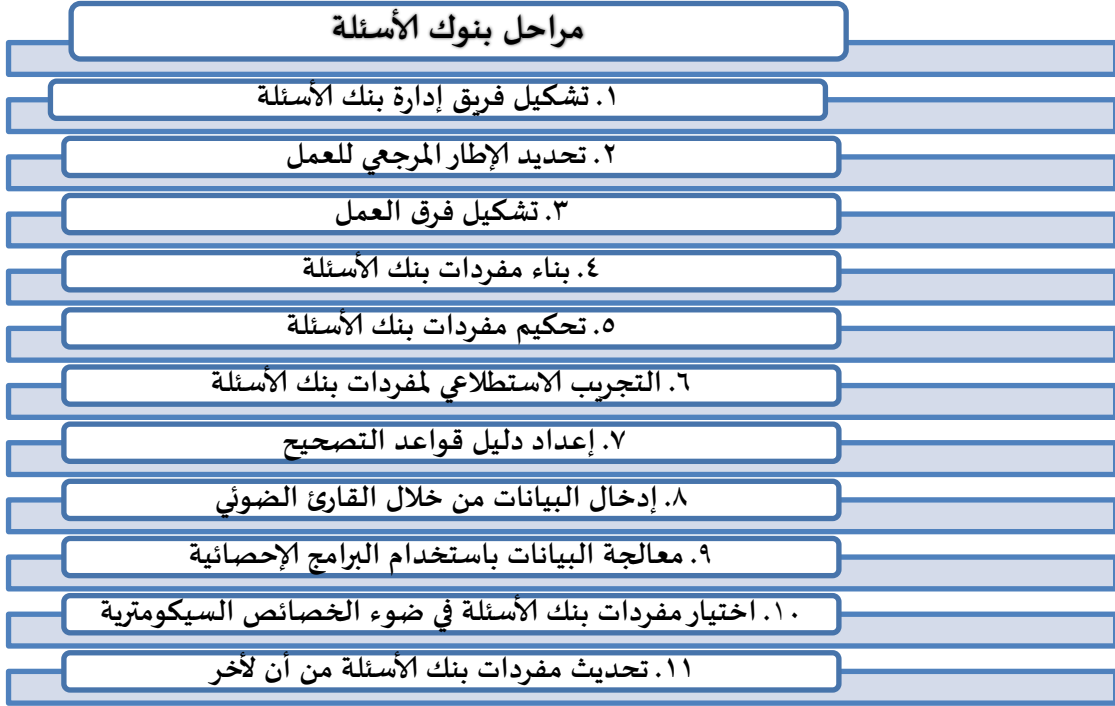 مراحل بنوك الأسئلة
١. تشكيل فريق إدارة بنك الأسئلة
٢. تحديد الإطار المرجعي للعمل
٣. تشكيل فرق العمل
٤. بناء مفردات بنك الأسئلة
٥. تحكيم مفردات بنك الأسئلة
٦. التجريب الاستطلاعي لمفردات بنك الأسئلة
٧. إعداد دليل قواعد التصحيح
٨. إدخال البيانات من خلال القارئ الضوئي
٩. معالجة البيانات باستخدام البرامج الإحصائية
١٠. اختيار مفردات بنك الأسئلة في ضوء الخصائص السيكومترية
١١. تحديث مفردات بنك الأسئلة من أن لأخر